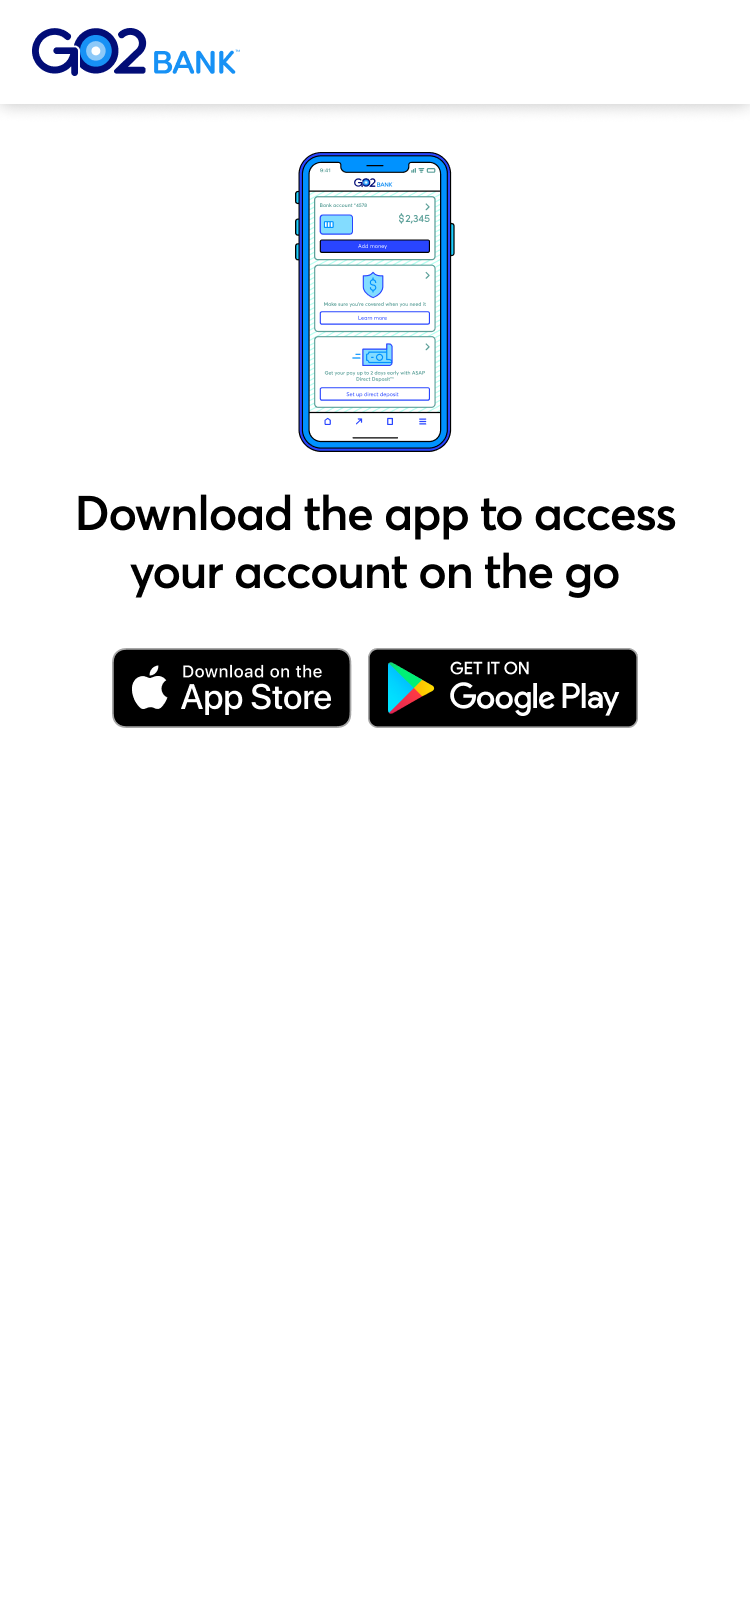 GO2 BANK™
9:41
GO2 BANK
Bank account *4578
$2,345
Add money
Make sure you're covered when you need it
Learn more
Get your pay up to 2 days early with ASAP
Direct Deposit™
Set up direct deposit
Download the app to access
your account on the go
Download on the
App Store
GET IT ON
Google Play